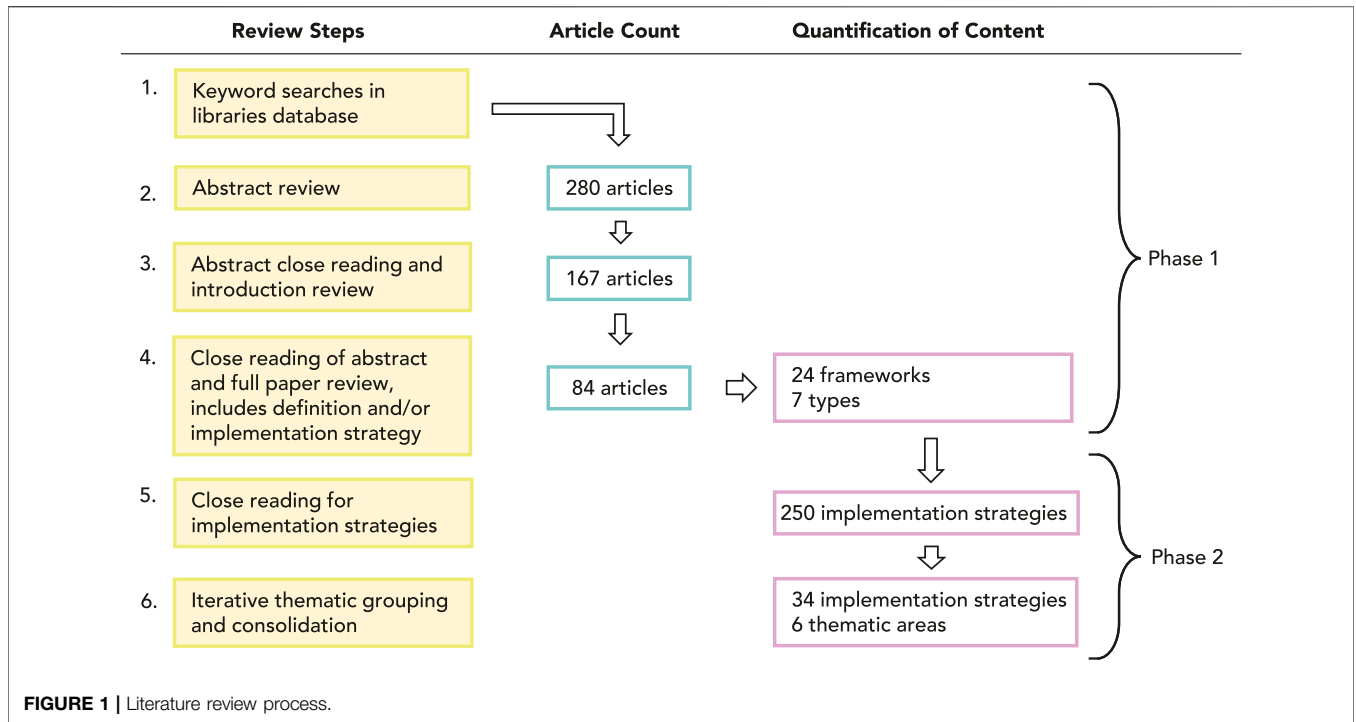 Review Steps
Article Count
Quantification of Content
1.
Keyword searches in
libraries database
2.
Abstract review
280 articles
3.
Abstract close reading and
introduction review
167 articles
Phase 1
4.
Close reading of abstract
and full paper review,
includes definition and/or
implementation strategy
84 articles
24 frameworks
7 types
5.
Close reading for
implementation strategies
250 implementation strategies
Phase 2
6.
Iterative thematic grouping
and consolidation
34 implementation strategies
6 thematic areas
FIGURE 1 | Literature review process.